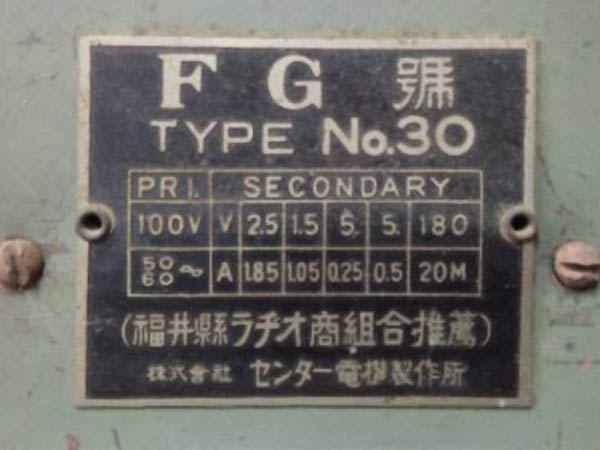 F G 號
TYPE No.30
PRI. SECONDARY
100V V 2.5 1.5 5. 5. 180
50 60 ~ A 1.85 1.05 0.25 0.5 20M
(福井縣ラヂオ商組合推薦)
株式會社 センター電機製作所